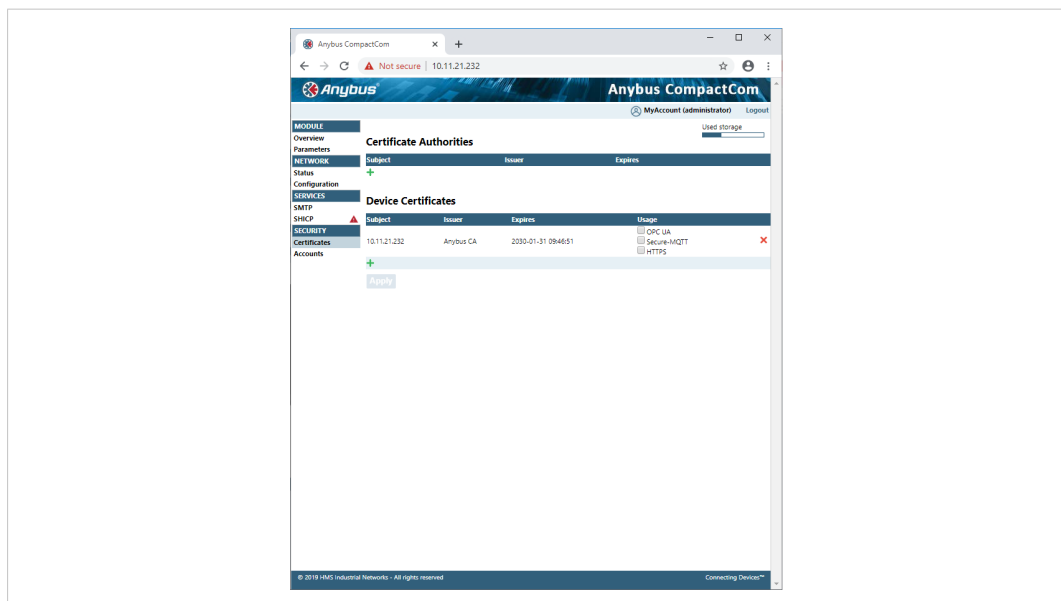 Anybus CompactCom
Not secure | 10.11.21.232
Anybus®
Anybus CompactCom
MyAccount (administrator) Logout
MODULE
Overview
Parameters
NETWORK
Status
Configuration
SERVICES
SMTP
SHICP
SECURITY
Certificates
Accounts
Used storage
Certificate Authorities
Subject Issuer Expires
Device Certificates
Subject Issuer Expires Usage
OPC UA
10.11.21.232 Anybus CA 2030-01-31 09:46:51 Secure-MQTT
HTTPS
Apply
© 2019 HMS Industrial Networks - All rights reserved Connecting Devices™